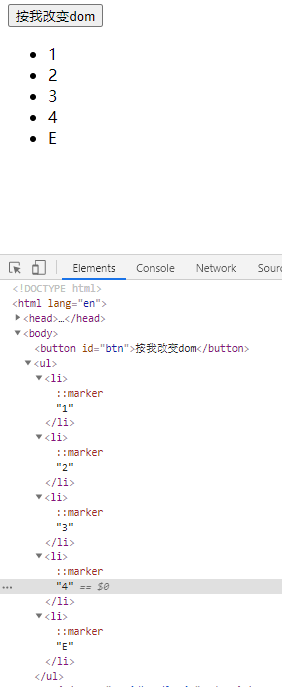 按我改变dom
1
2
3
4
E
Elements Console Network Sourc
<!DOCTYPE html>
<html lang="en">
<head>…</head>
<body>
<button id="btn">按我改变dom</button>
<ul>
<li>
::marker
"1"
</li>
<li>
::marker
"2"
</li>
<li>
::marker
"3"
</li>
<li>
::marker
"4" == $0
</li>
<li>
::marker
"E"
</li>
</ul>